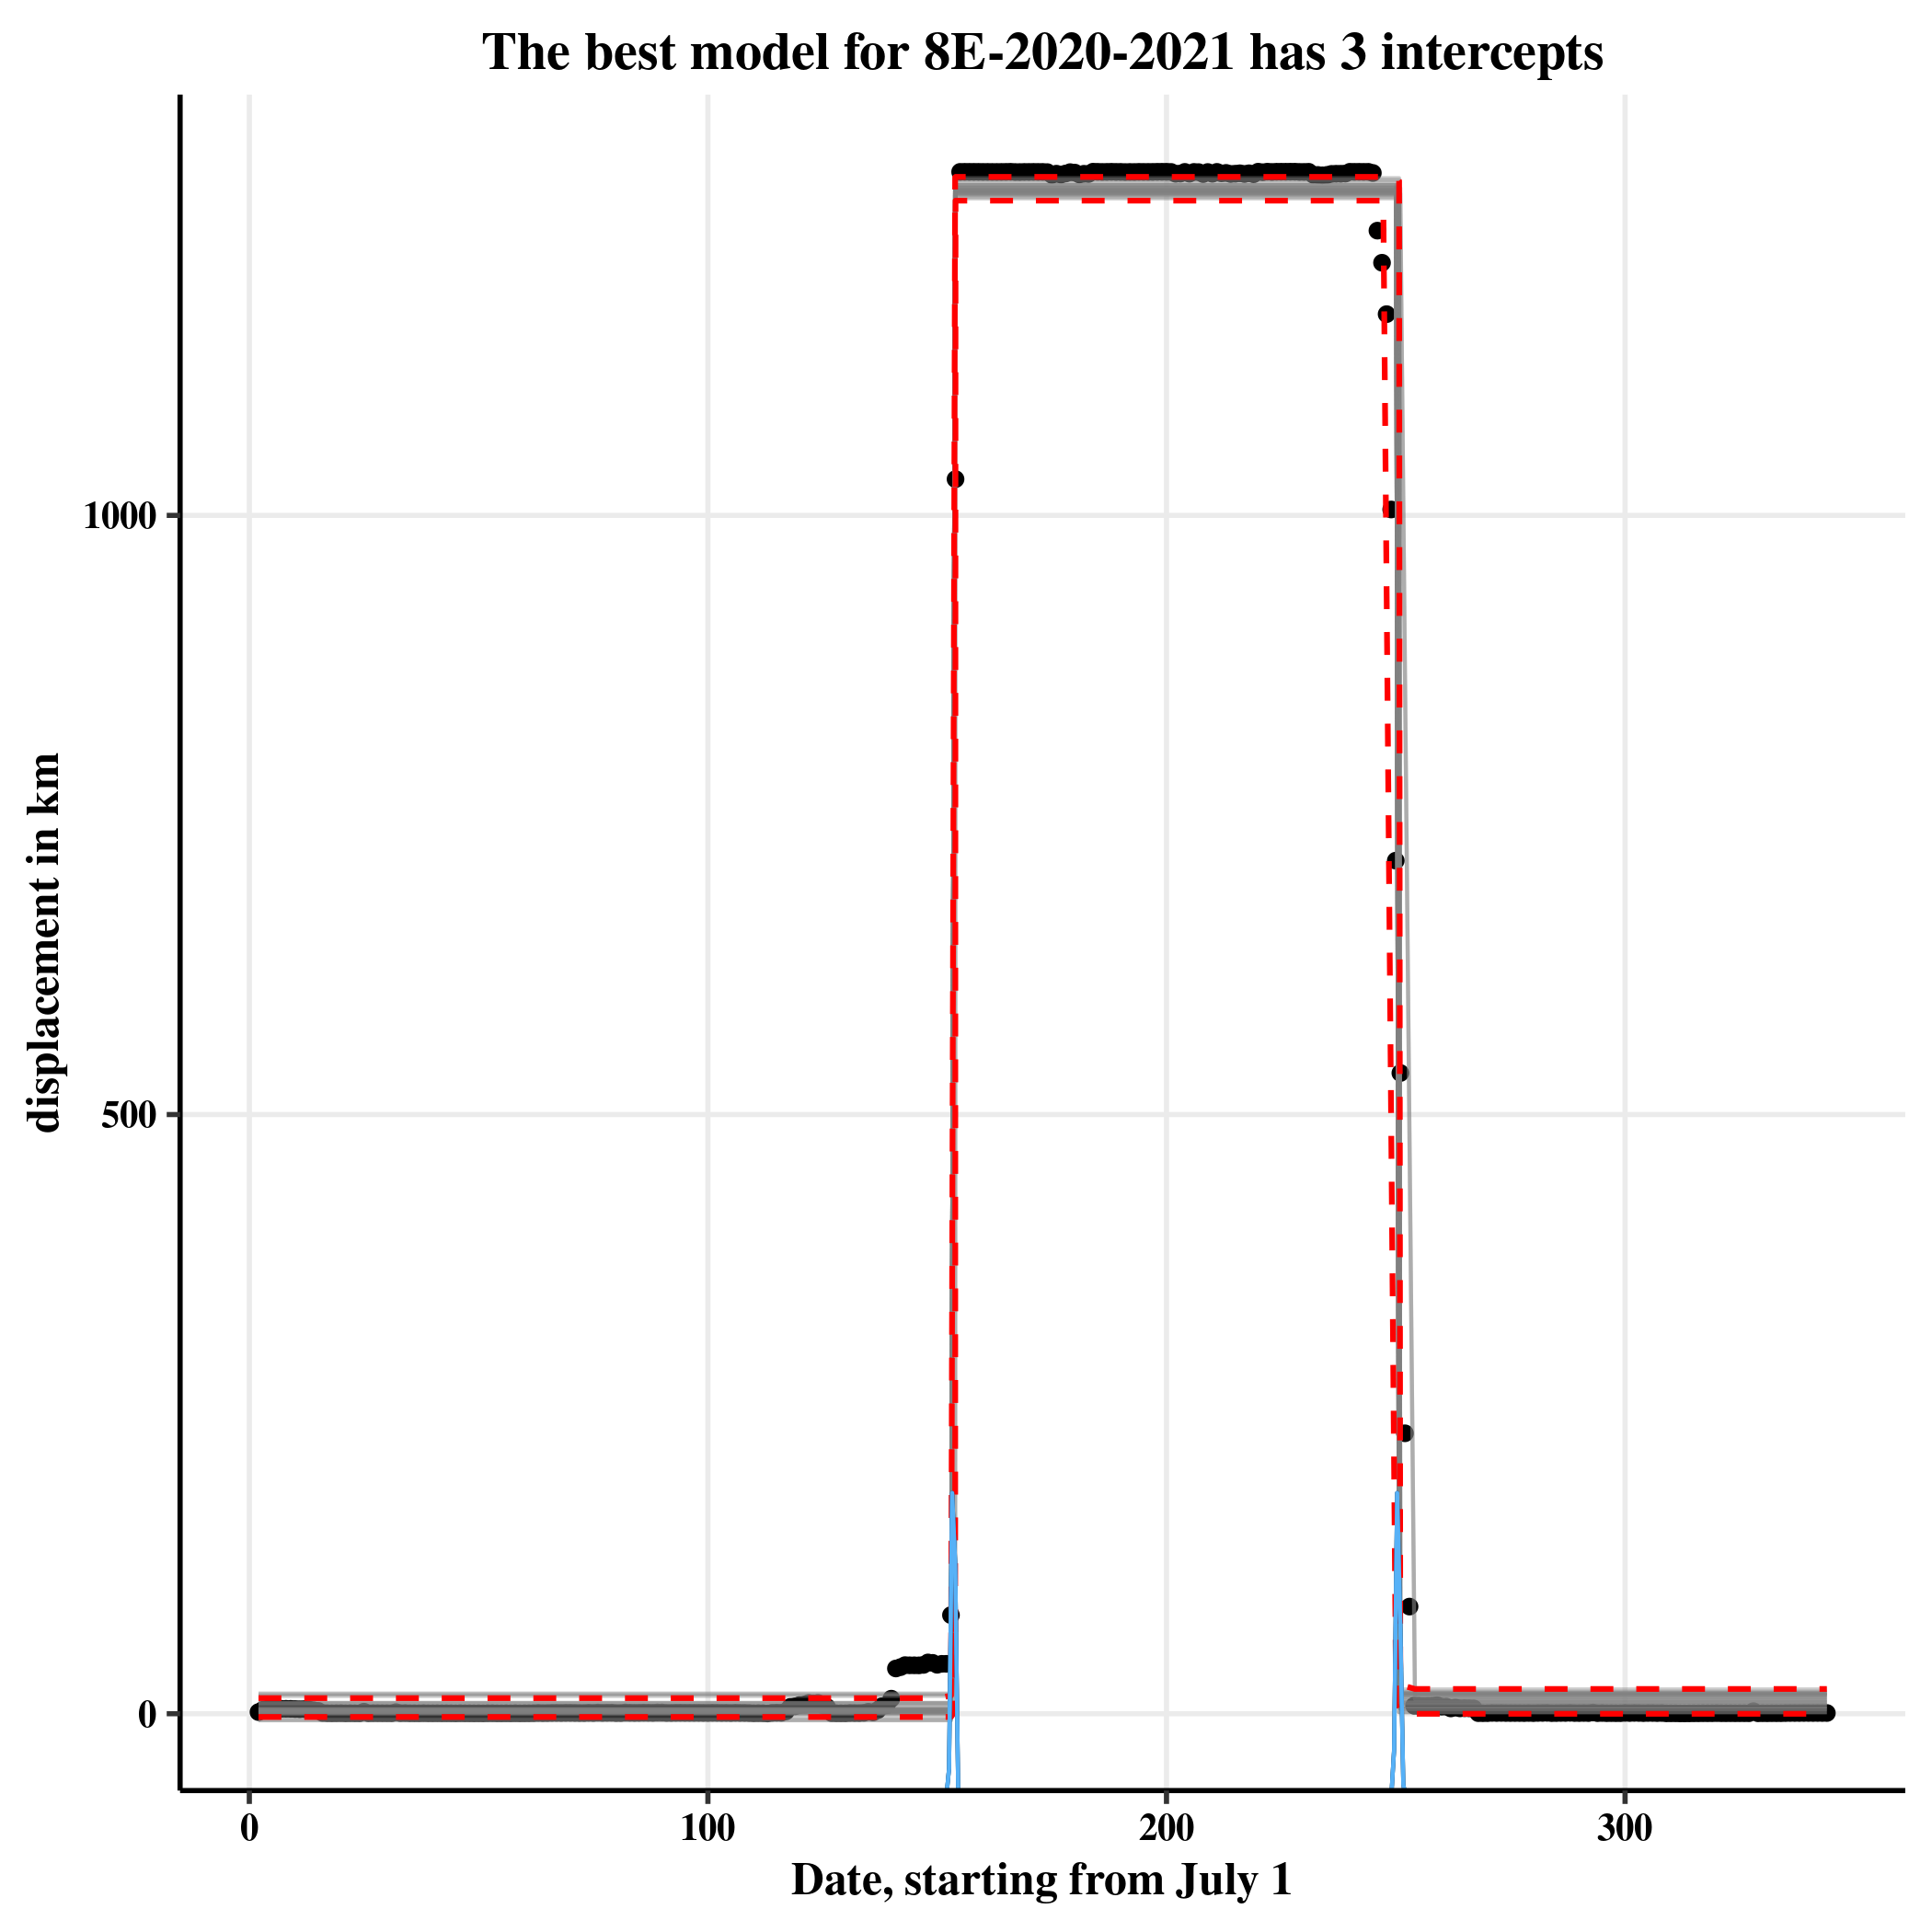 The best model for 8E-2020-2021 has 3 intercepts
displacement in km
1000
500
0
0 100 200 300
Date, starting from July 1